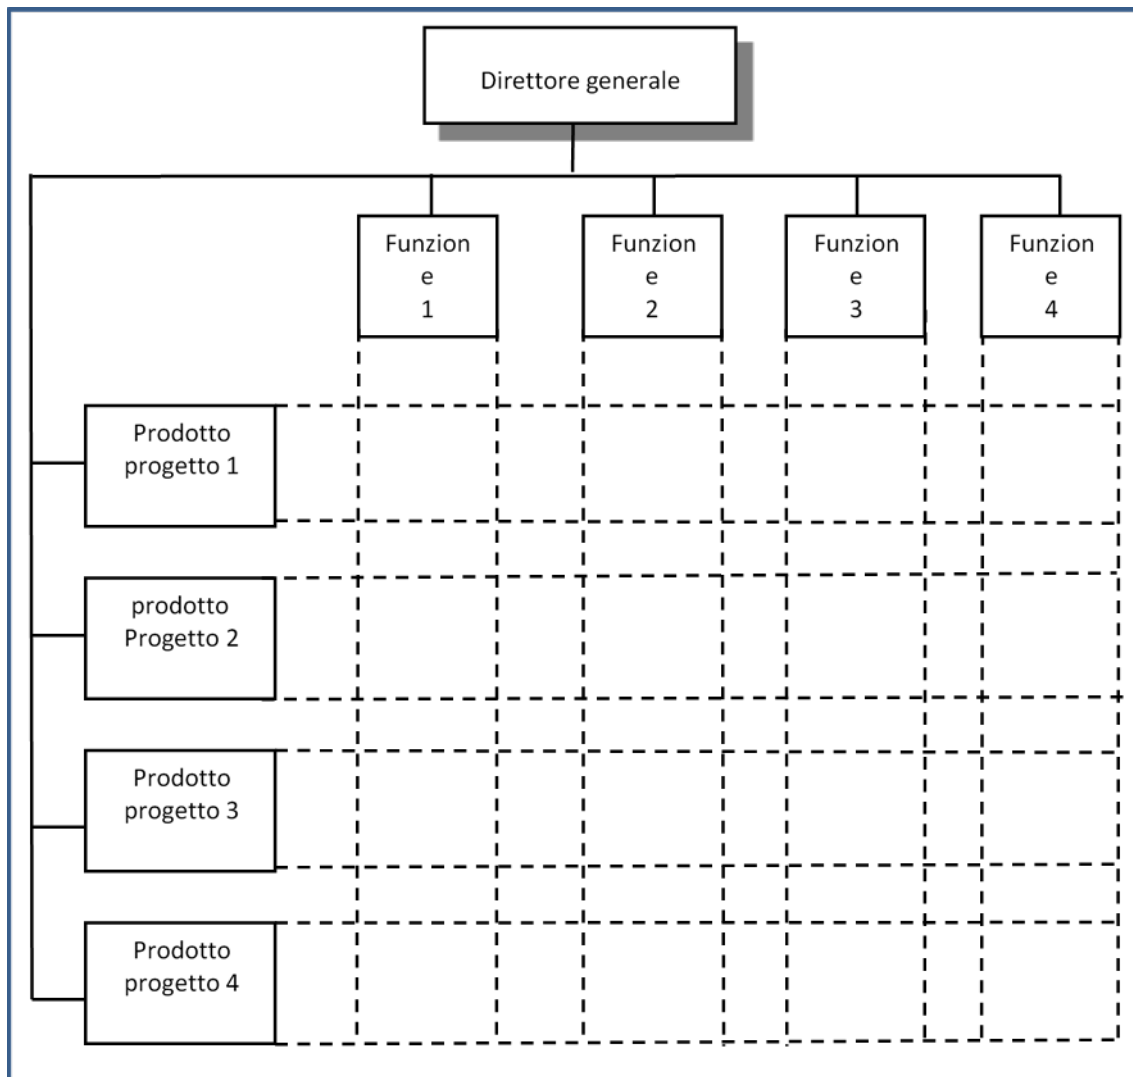 Direttore generale
Funzion
e
1
Funzion
e
2
Funzion
e
3
Funzion
e
4
Prodotto
progetto 1
prodotto
Progetto 2
Prodotto
progetto 3
Prodotto
progetto 4